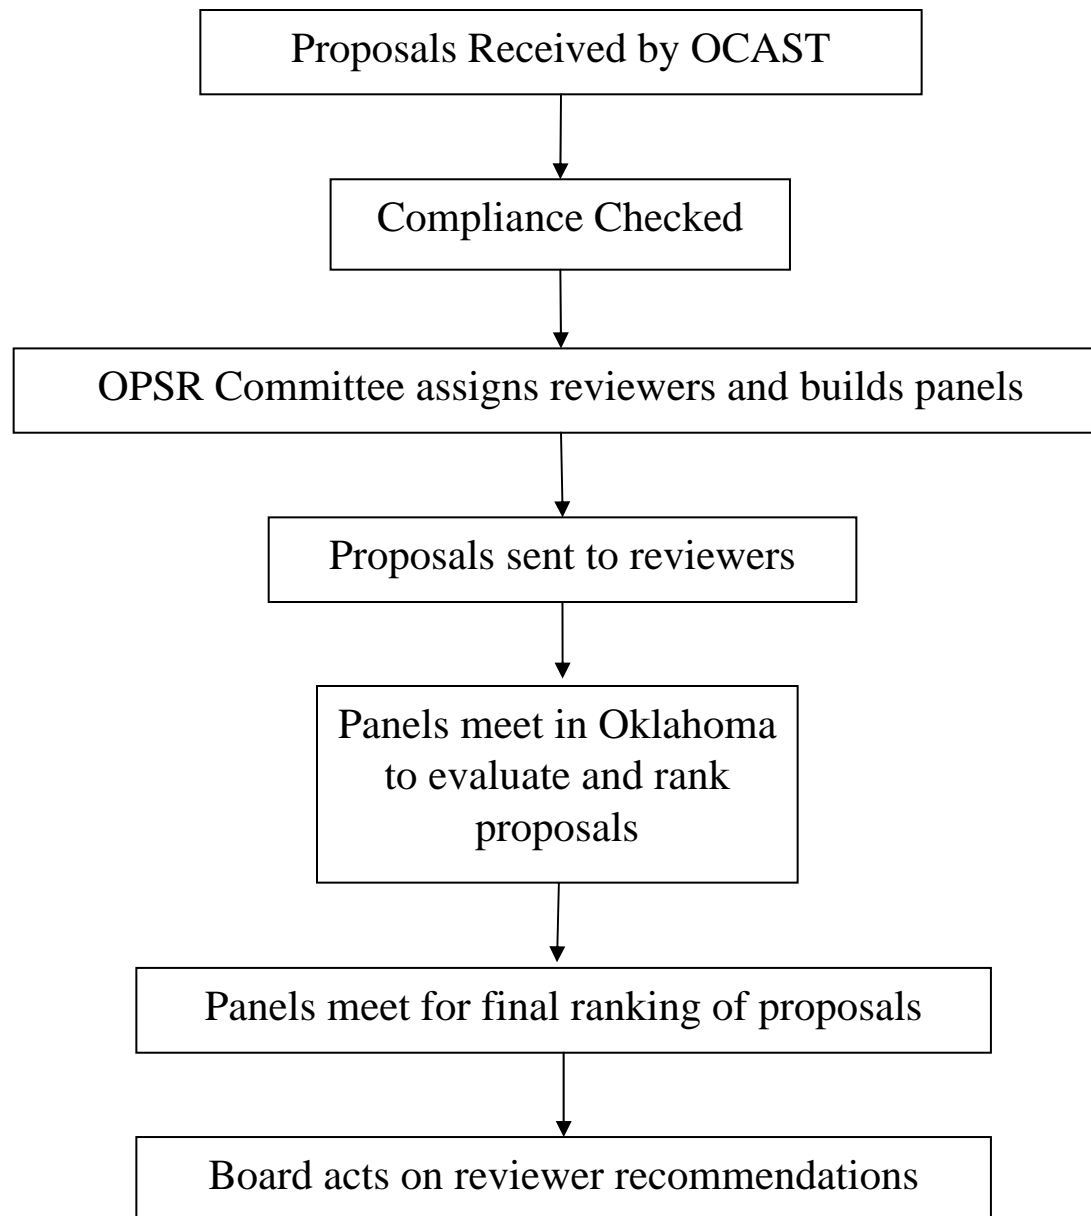 Proposals Received by OCAST
Compliance Checked
OPSR Committee assigns reviewers and builds panels
Proposals sent to reviewers
Panels meet in Oklahoma
to evaluate and rank
proposals
Panels meet for final ranking of proposals
Board acts on reviewer recommendations